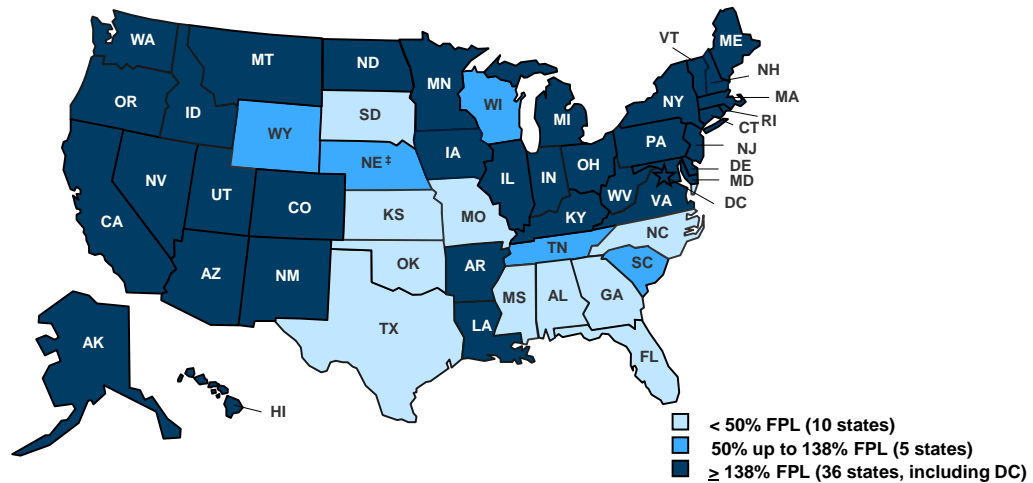 WA
MT
ND
MN
VT
ME
NH
MA
OR
ID
SD
WI
MI
NY
RI
CT
WY
IA
PA
NJ
NE‡
OH
DE
MD
NV
UT
CO
IL
IN
WV
VA
DC
CA
KS
MO
KY
NC
AZ
NM
OK
AR
TN
SC
MS
AL
GA
TX
LA
FL
AK
HI
< 50% FPL (10 states)
50% up to 138% FPL (5 states)
≥ 138% FPL (36 states, including DC)